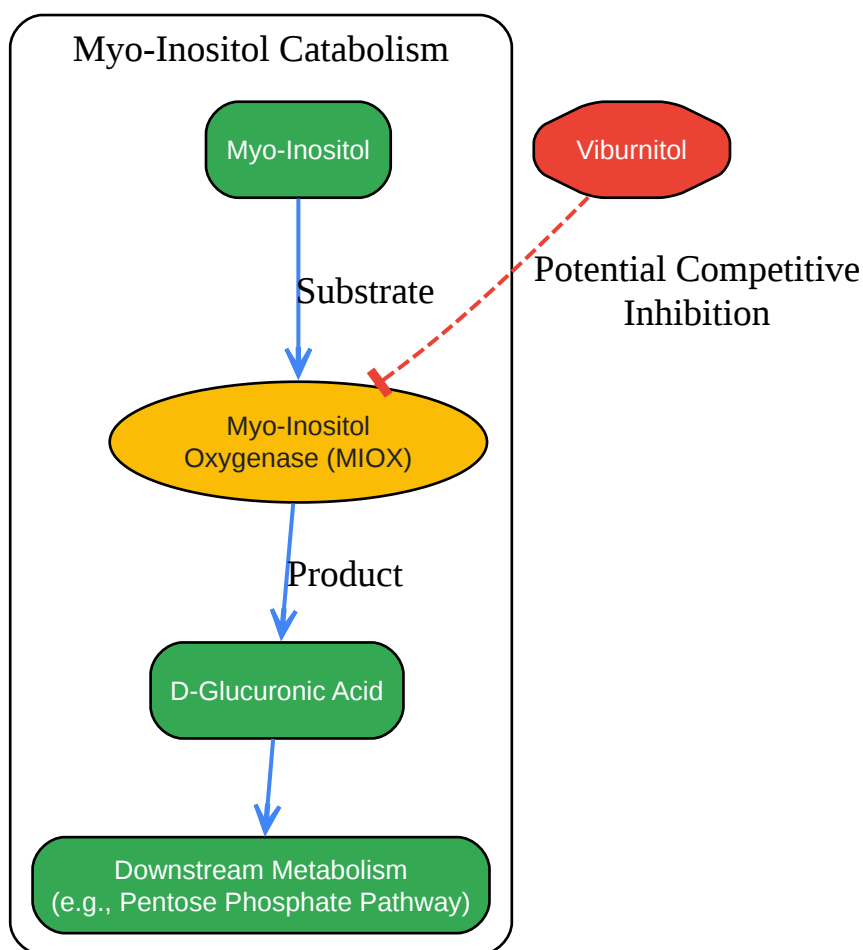 Myo-Inositol Catabolism
Myo-Inositol
Viburnitol
Substrate
Potential Competitive
Inhibition
Myo-Inositol
Oxygenase (MIOX)
Product
D-Glucuronic Acid
Downstream Metabolism
(e.g., Pentose Phosphate Pathway)